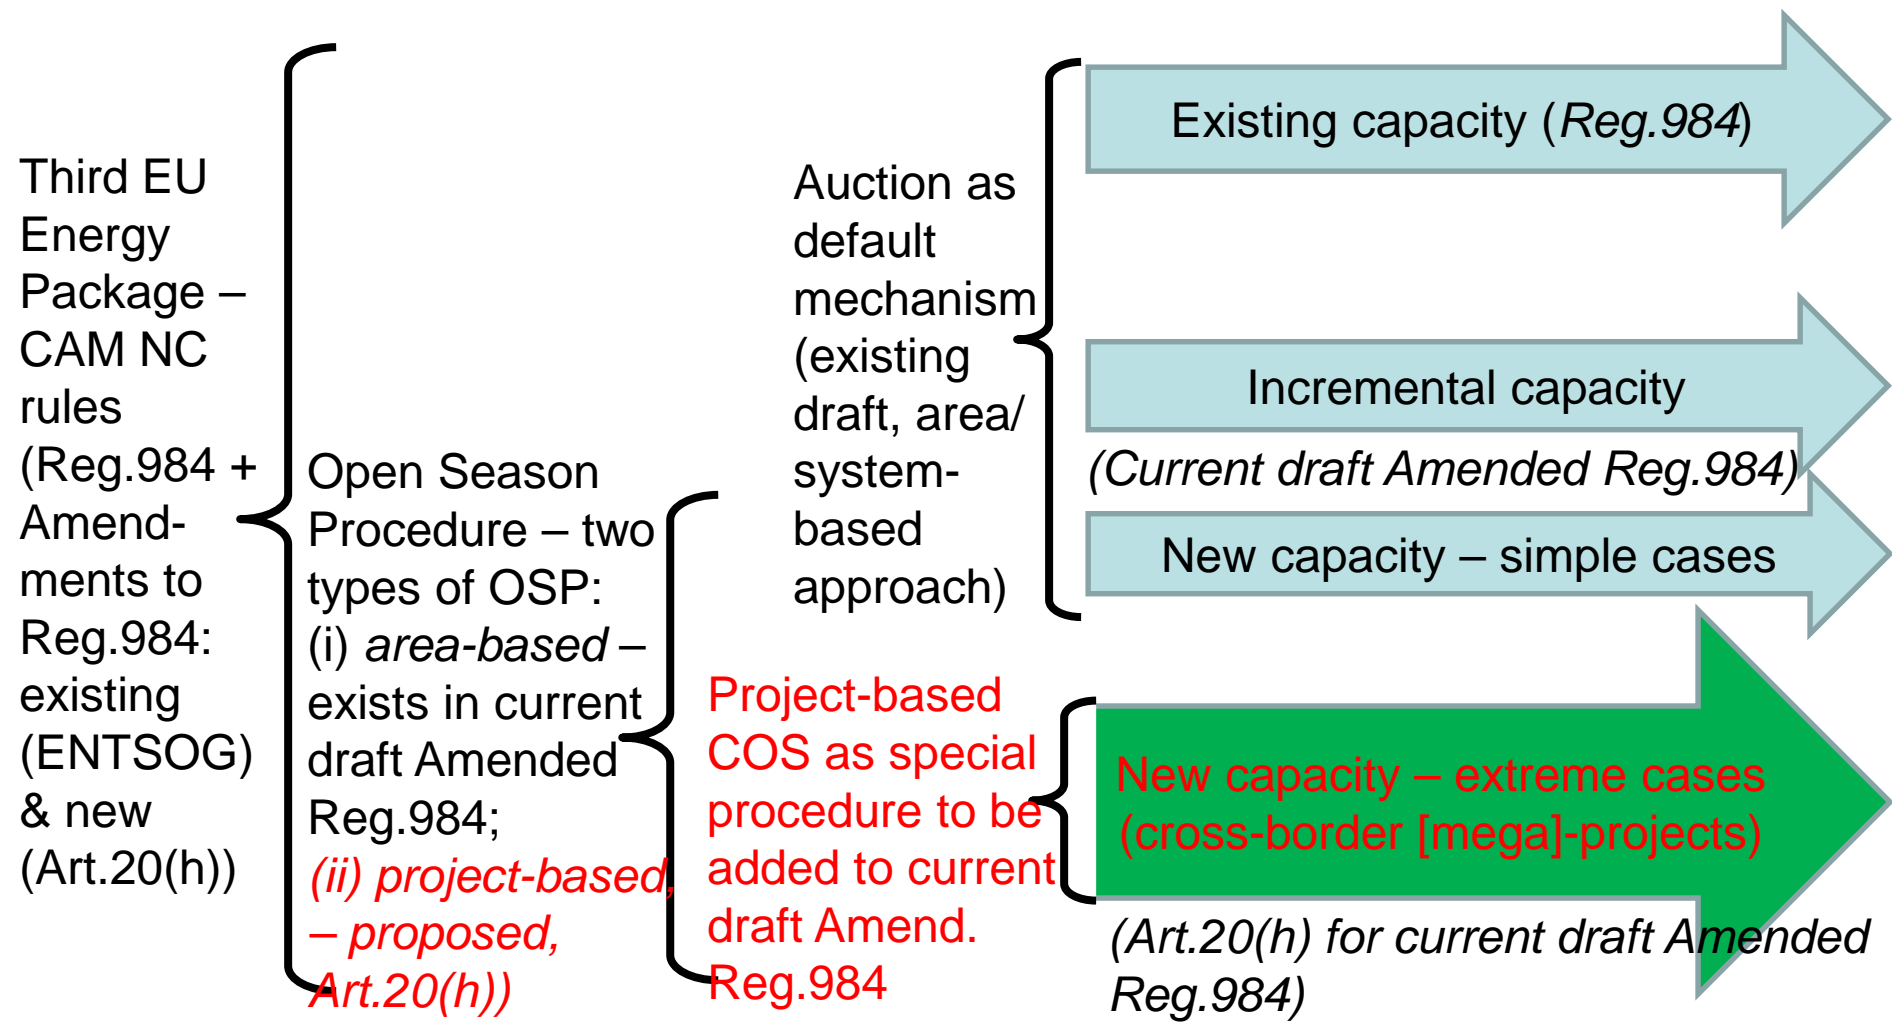 Third EU
Energy
Package –
CAM NC
rules
(Reg.984 +
Amend-
ments to
Reg.984:
existing
(ENTSOG)
& new
(Art.20(h))
Open Season
Procedure – two
types of OSP:
(i) area-based –
exists in current
draft Amended
Reg.984;
(ii) project-based,
– proposed,
Art.20(h))
Auction as
default
mechanism
(existing
draft, area/
system-
based
approach)
Project-based
COS as special
procedure to be
added to current
draft Amend.
Reg.984
Existing capacity (Reg.984)
Incremental capacity
(Current draft Amended Reg.984)
New capacity – simple cases
New capacity – extreme cases
(cross-border [mega]-projects)
(Art.20(h) for current draft Amended
Reg.984)